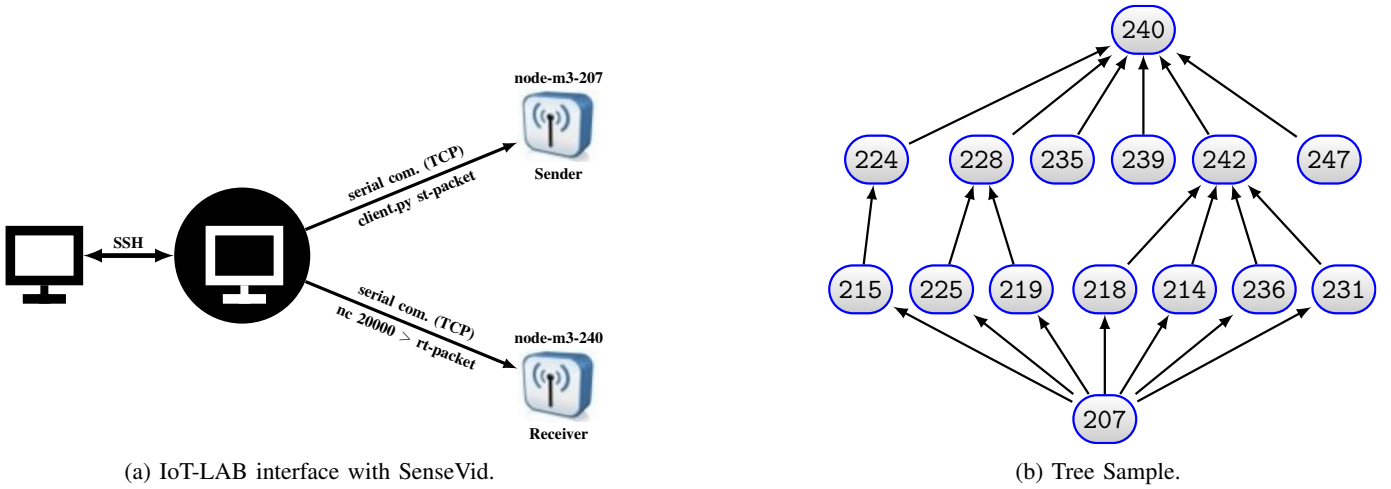 node-m3-207
Sender
serial com. (TCP)
client.py st-packet
SSH
serial com. (TCP)
nc 20000 > rt-packet
node-m3-240
Receiver
(a) IoT-LAB interface with SenseVid.
240
224 228 235 239 242 247
215 225 219 218 214 236 231
207
(b) Tree Sample.